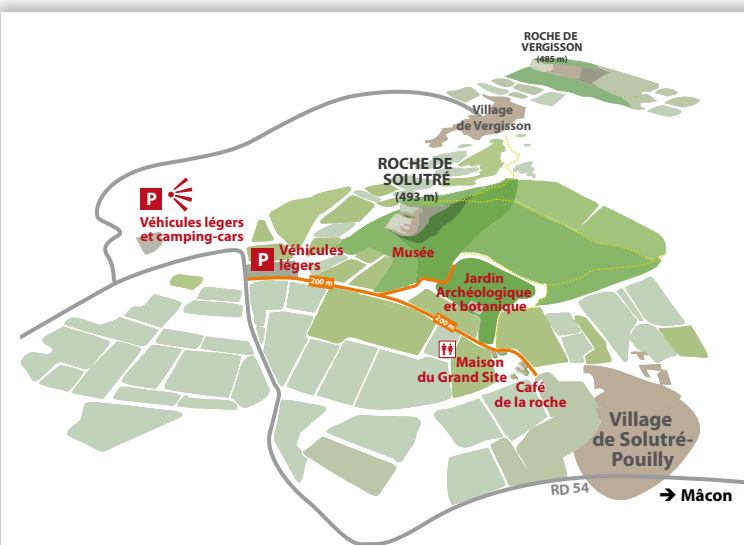 ROCHE DE
VERGISSON
(485 m)
Village
de Vergisson
ROCHE DE
SOLUTRÉ
(493 m)
P
Véhicules légers
et camping-cars
P
Véhicules
légers
Musée
200 m
Jardin
Archéologique
et botanique
200 m
Maison
du Grand Site
Café
de la roche
Village
de Solutré-
Pouilly
RD 54
➔ Mâcon